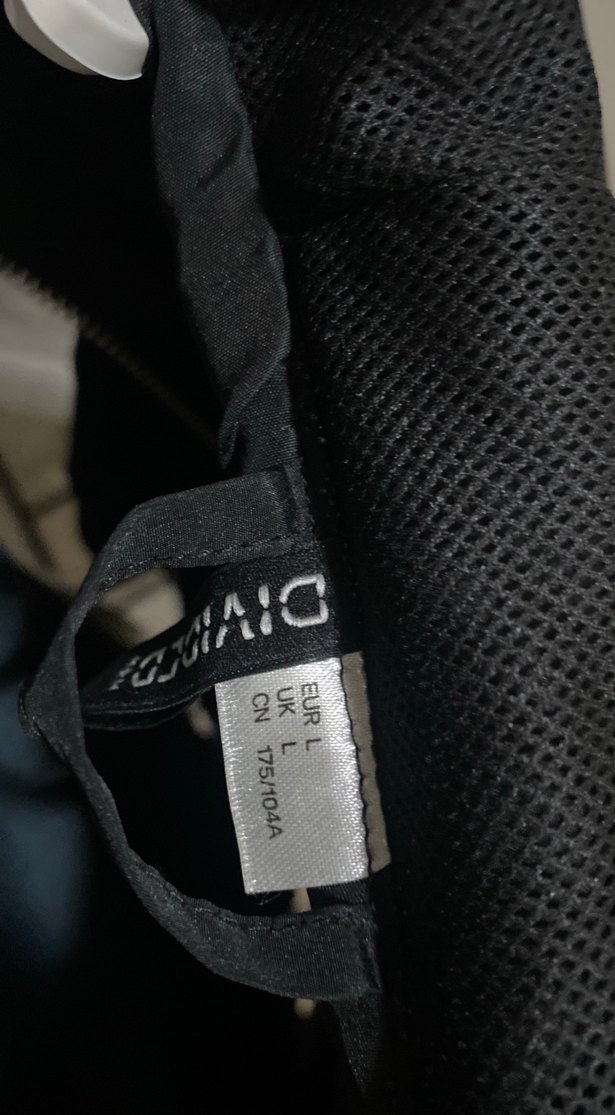 DIVIDED
EUR L
UK L
CN 175/104A